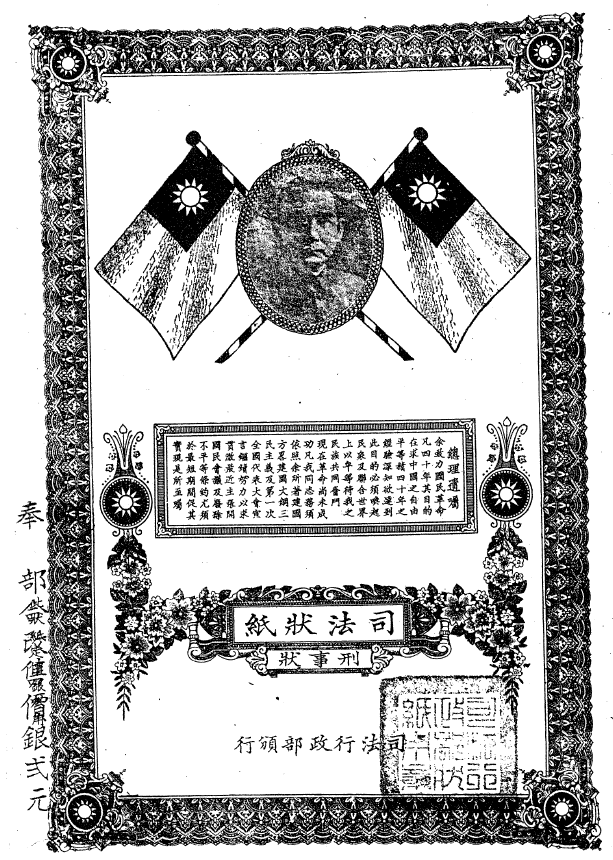 總理遺囑
余致力國民革命
凡四十年其目的
在求中國之自由
平等積四十年之
經驗深知欲達到
此目的必須喚起
民衆及聯合世界
上以平等待我之
民族共同奮鬥
現在革命尚未成
功凡我同志務須
依照余所著建國
方略建國大綱三
民主義及第一次
全國代表大會宣
言繼續努力以求
貫澈最近主張開
國民會議及廢除
不平等條約尤須
於最短期間促其
實現是所至囑
司法狀紙
刑事狀
司法行政部頒行
奉 部 價銀弍元